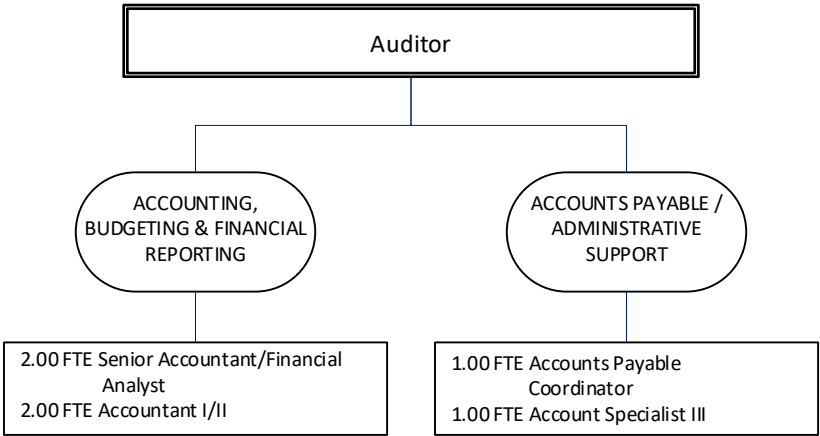 Auditor
ACCOUNTING,
BUDGETING & FINANCIAL
REPORTING
ACCOUNTS PAYABLE /
ADMINISTRATIVE
SUPPORT
2.00 FTE Senior Accountant/Financial
Analyst
2.00 FTE Accountant I/II
1.00 FTE Accounts Payable
Coordinator
1.00 FTE Account Specialist III